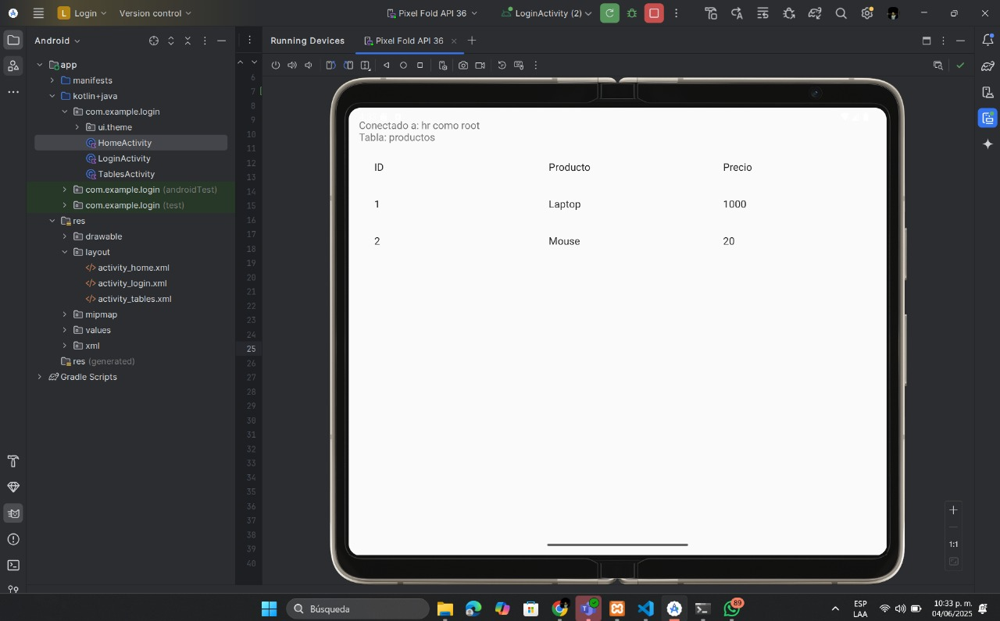 L Login Version control Pixel Fold API 36 LoginActivity (2)
Android Running Devices Pixel Fold API 36
app
manifests
kotlin+java
com.example.login
ui.theme
HomeActivity
LoginActivity
TablesActivity
com.example.login (androidTest)
com.example.login (test)
res
drawable
layout
activity_home.xml
activity_login.xml
activity_tables.xml
mipmap
values
xml
res (generated)
Gradle Scripts
6
7
8
9
10
11
12
13
14
15
16
17
18
19
20
21
22
23
24
25
26
27
28
29
30
31
32
33
34
35
36
37
38
39
40
Conectado a: hr como root
Tabla: productos
ID Producto Precio
1 Laptop 1000
2 Mouse 20
1:1
Búsqueda
89
ESP
LAA
10:33 p. m.
04/06/2025